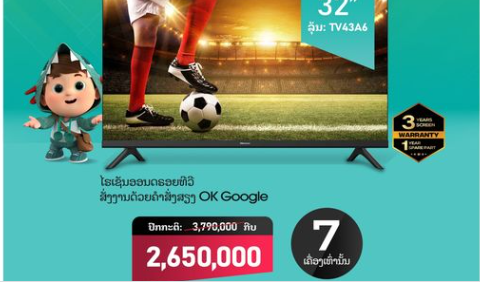 32"
ລຸ້ນ: TV43A6
3 YEARS SCREEN
WARRANTY
1 YEAR SPAREPART
ໄຮເຊັນອອນດຣອຍທີວີ
ສັ່ງງານດ້ວຍຄຳສັ່ງສຽງ OK Google
ປົກກະຕິ: 3,790,000 ກີບ
2,650,000
7
ເຄື່ອງເທົ່ານັ້ນ